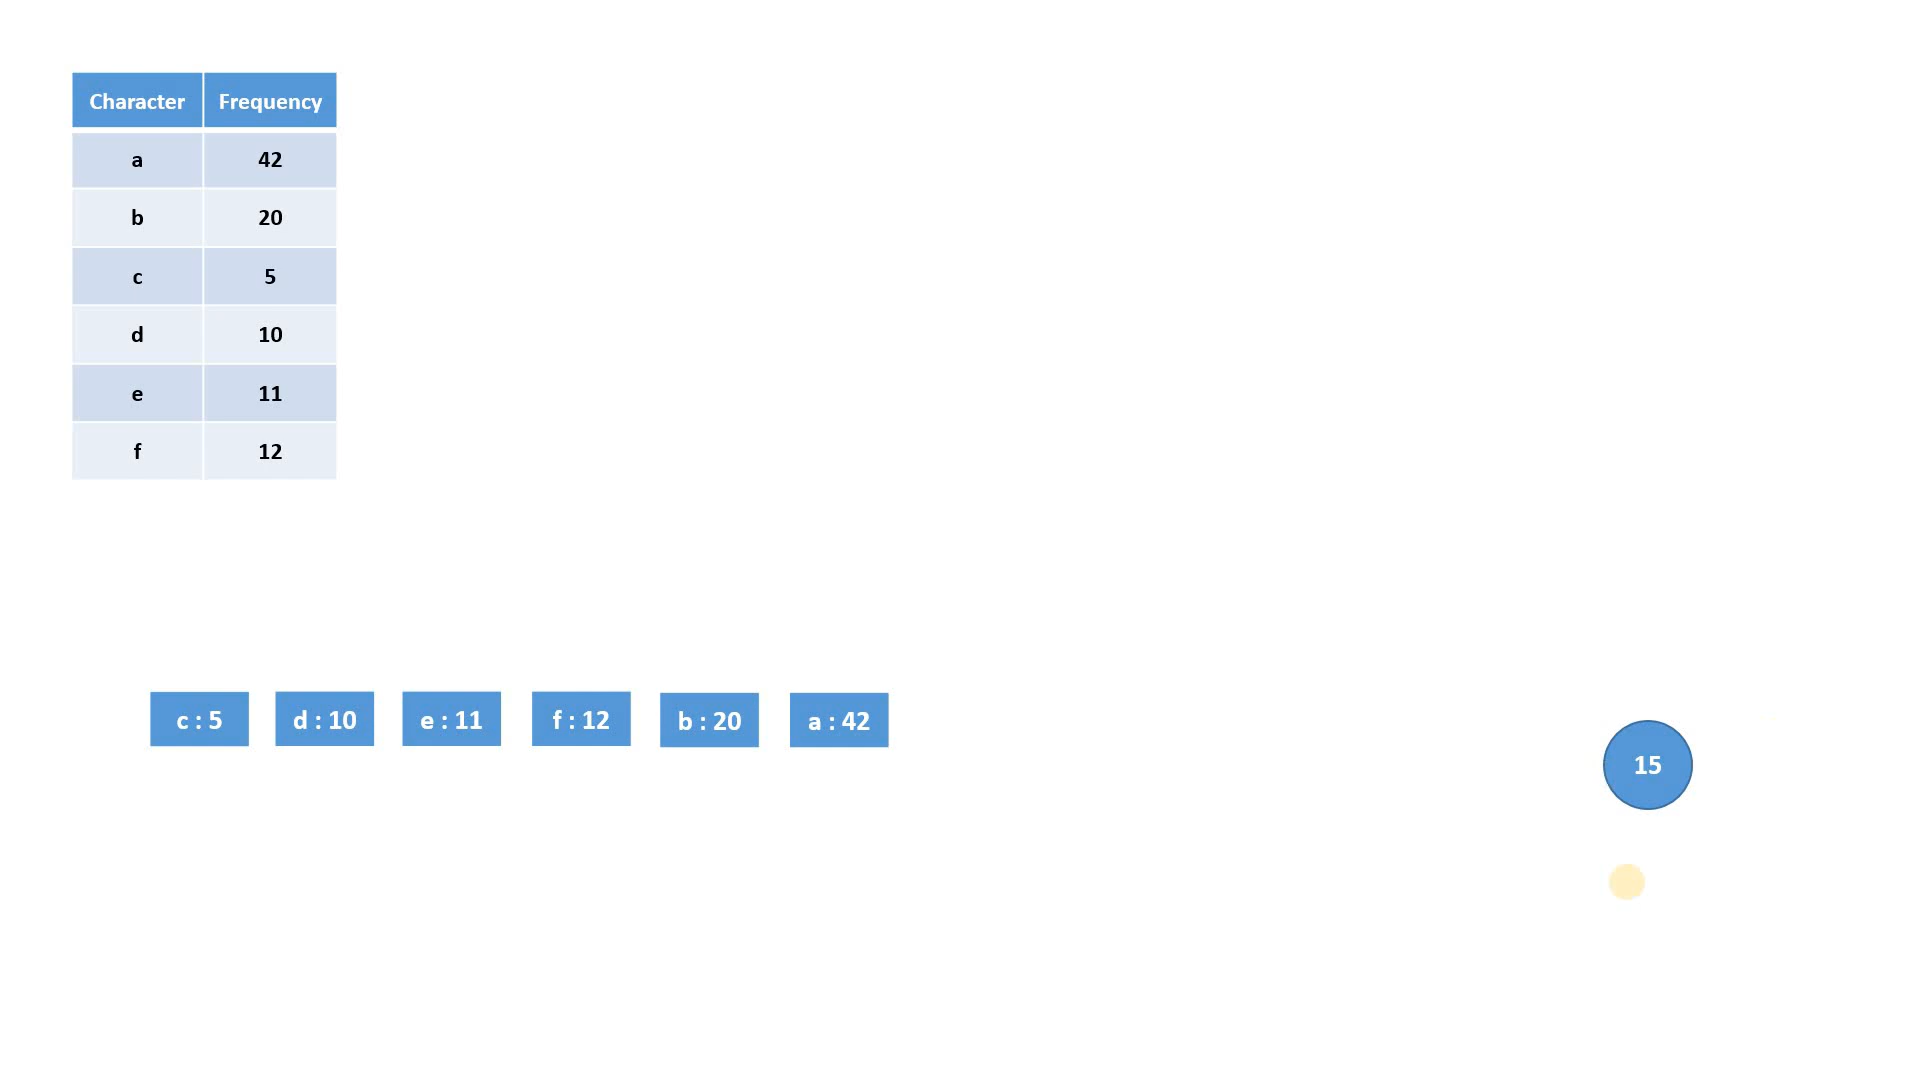 Character Frequency
a 42
b 20
c 5
d 10
e 11
f 12
c : 5 d : 10 e : 11 f : 12 b : 20 a : 42
15